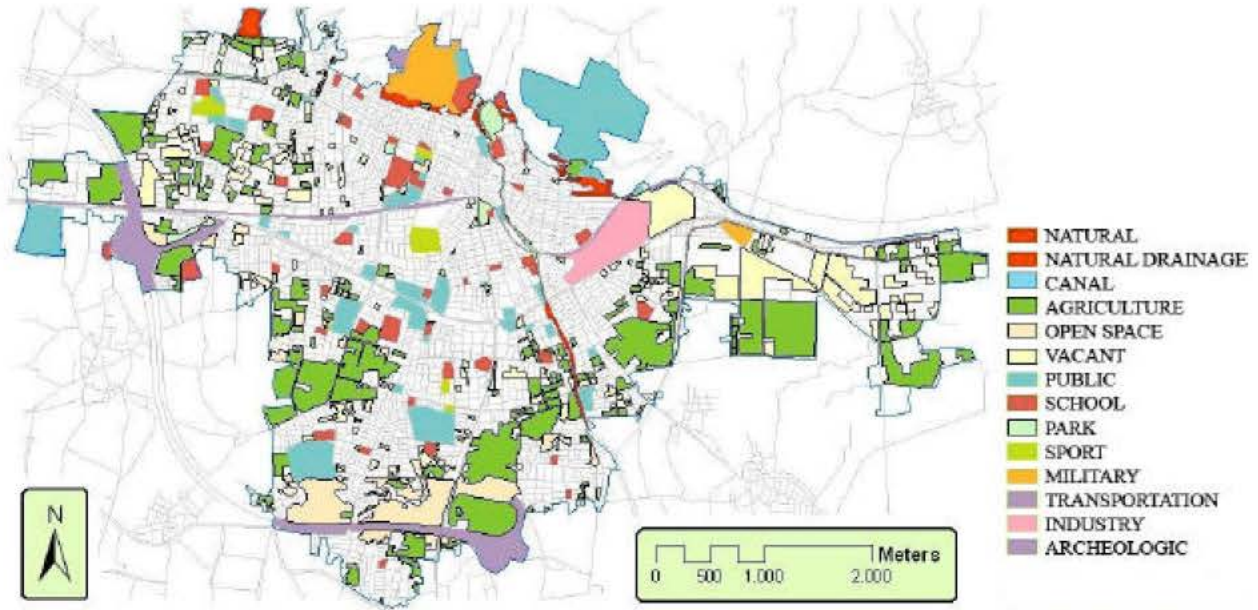 NATURAL
NATURAL DRAINAGE
CANAL
AGRICULTURE
OPEN SPACE
VACANT
PUBLIC
SCHOOL
PARK
SPORT
MILITARY
TRANSPORTATION
INDUSTRY
ARCHEOLOGIC
N
Meters
0 500 1.000 2.000